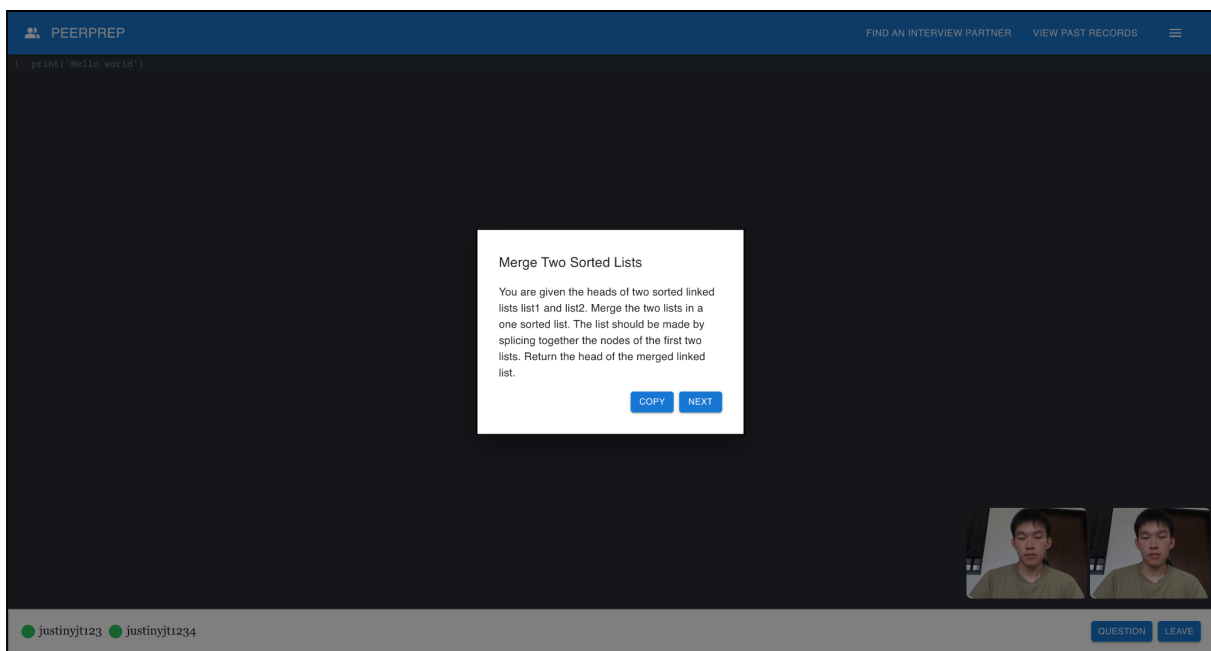 PEERPREP
FIND AN INTERVIEW PARTNER VIEW PAST RECORDS
1 print('Hello world')
Merge Two Sorted Lists
You are given the heads of two sorted linked
lists list1 and list2. Merge the two lists in a
one sorted list. The list should be made by
splicing together the nodes of the first two
lists. Return the head of the merged linked
list.
COPY NEXT
justinyjt123 justinyjt1234
QUESTION LEAVE